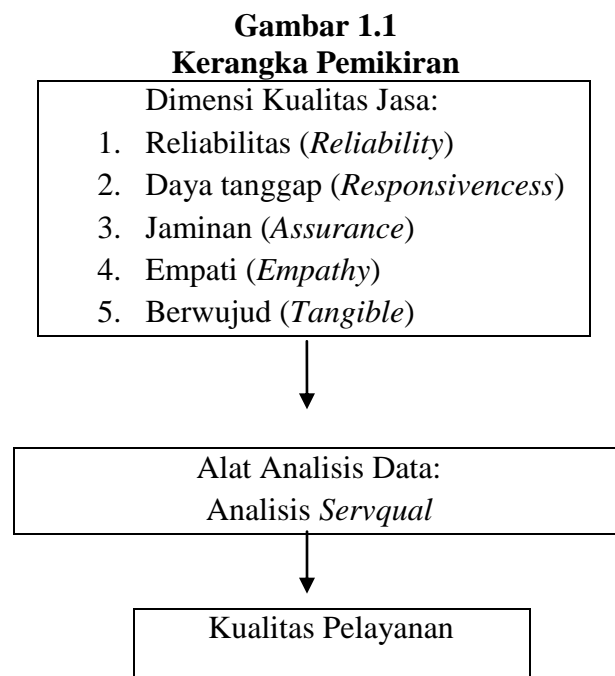 Gambar 1.1
Kerangka Pemikiran
Dimensi Kualitas Jasa:
1. Reliabilitas (Reliability)
2. Daya tanggap (Responsivencess)
3. Jaminan (Assurance)
4. Empati (Empathy)
5. Berwujud (Tangible)
Alat Analisis Data:
Analisis Servqual
Kualitas Pelayanan